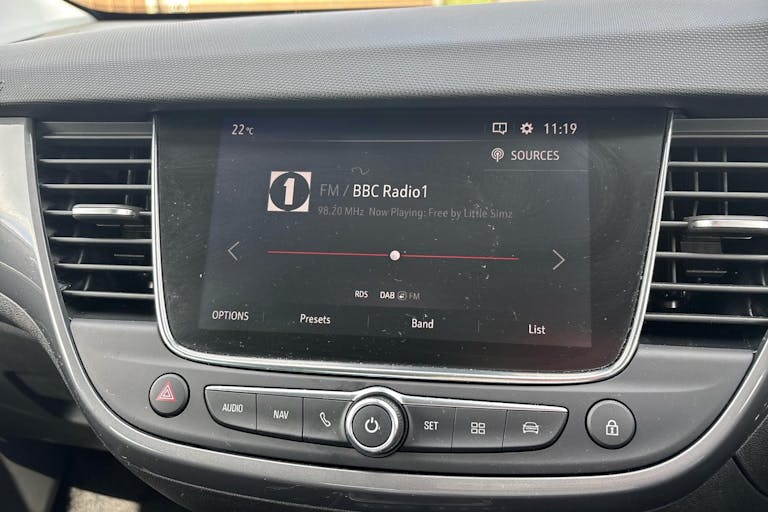 22°C
11:19
SOURCES
1
FM / BBC Radio1
98.20 MHz Now Playing: Free by Little Simz
RDS DAB FM
OPTIONS Presets Band List
AUDIO NAV SET